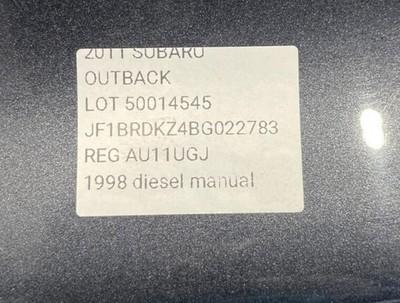 2011 SUBARU
OUTBACK
LOT 50014545
JF1BRDKZ4BG022783
REG AU11UGJ
1998 diesel manual